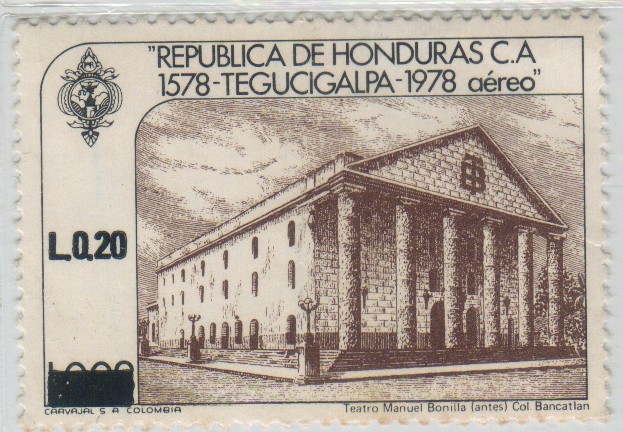 "REPUBLICA DE HONDURAS C.A
1578-TEGUCIGALPA-1978 aéreo"
L.0.20
CARVAJAL S A COLOMBIA
Teatro Manuel Bonilla (antes) Col. Bancatlan